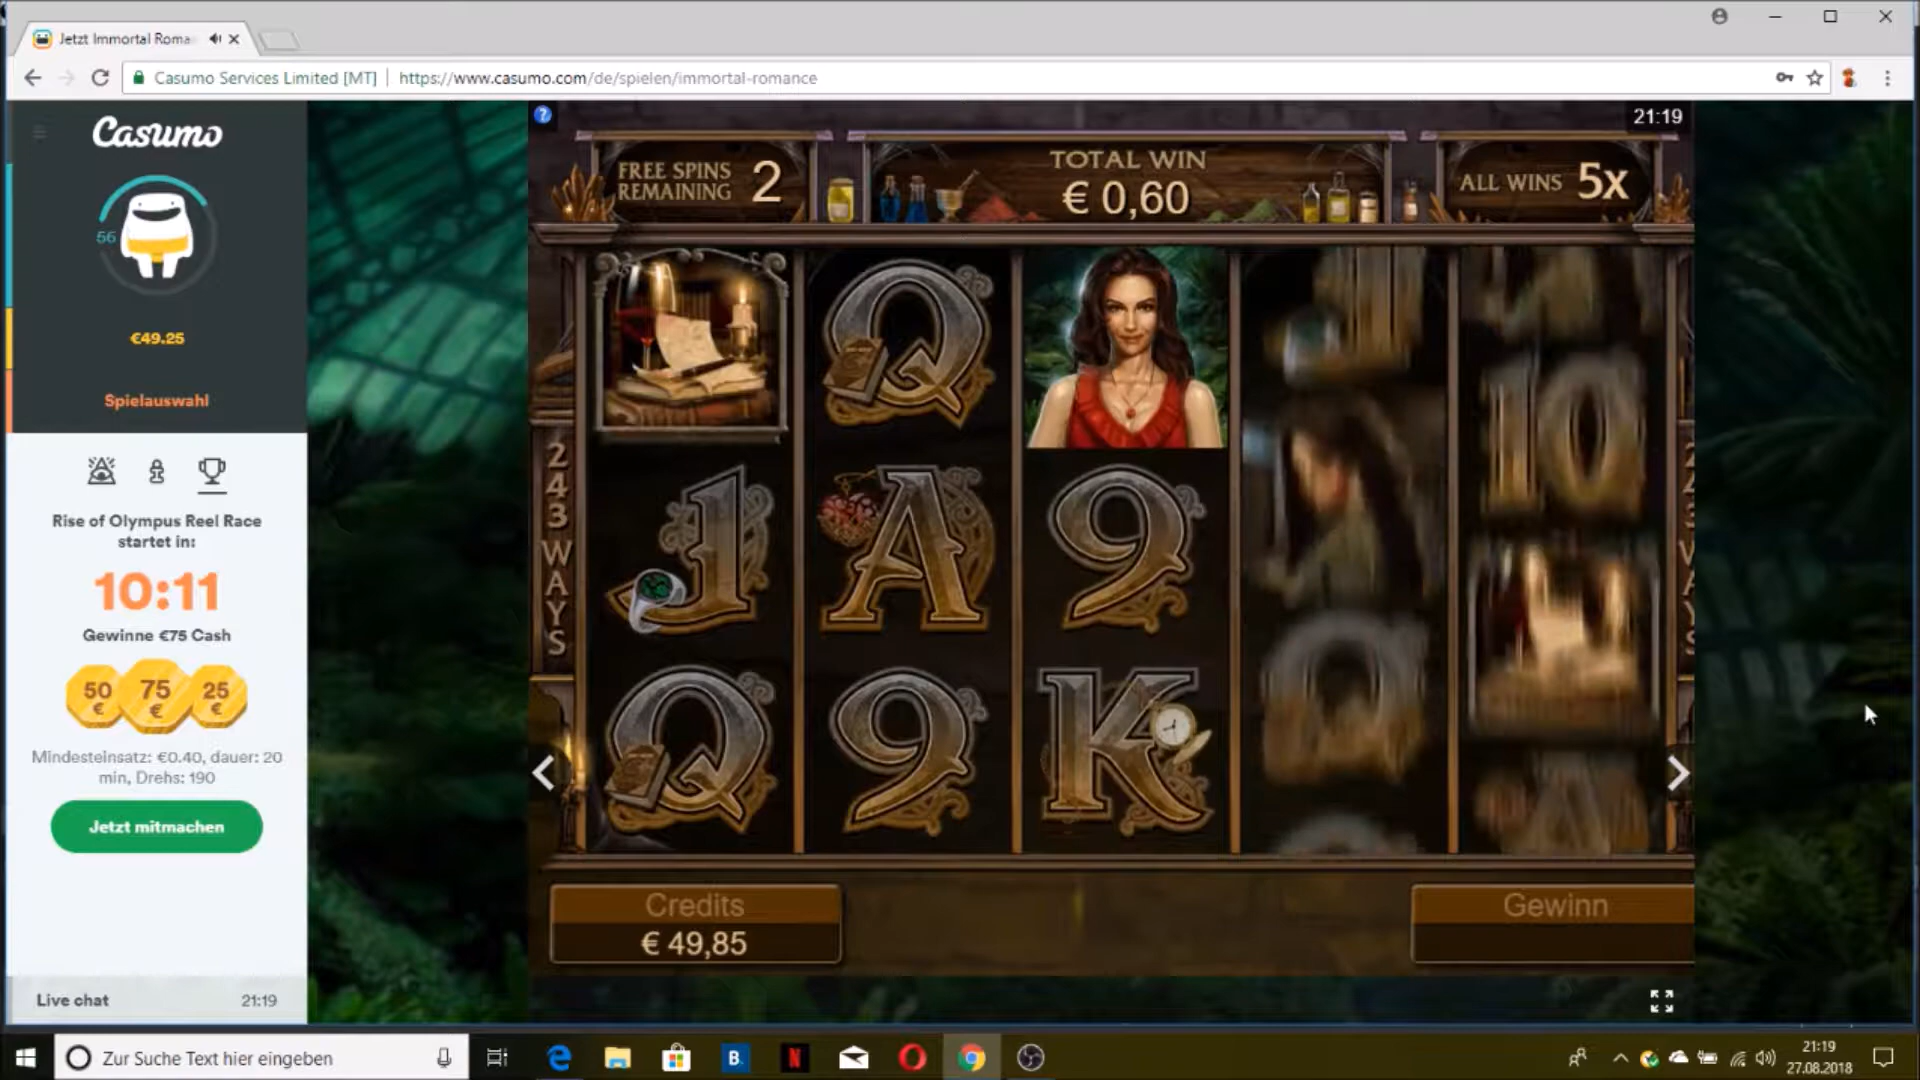 Jetzt Immortal Roma
Casumo Services Limited [MT]
https://www.casumo.com/de/spielen/immortal-romance
Casumo
56
€49.25
Spielauswahl
Rise of Olympus Reel Race
startet in:
10:11
Gewinne €75 Cash
50 €
75 €
25 €
Mindesteinsatz: €0.40, dauer: 20
min, Drehs: 190
Jetzt mitmachen
Live chat
21:19
?
21:19
FREE SPINS
REMAINING
2
TOTAL WIN
€ 0,60
ALL WINS 5x
243 WAYS
Q
J
A
9
Q
9
K
10
Q
Credits
€ 49,85
Gewinn
Zur Suche Text hier eingeben
B.
N
21:19
27.08.2018